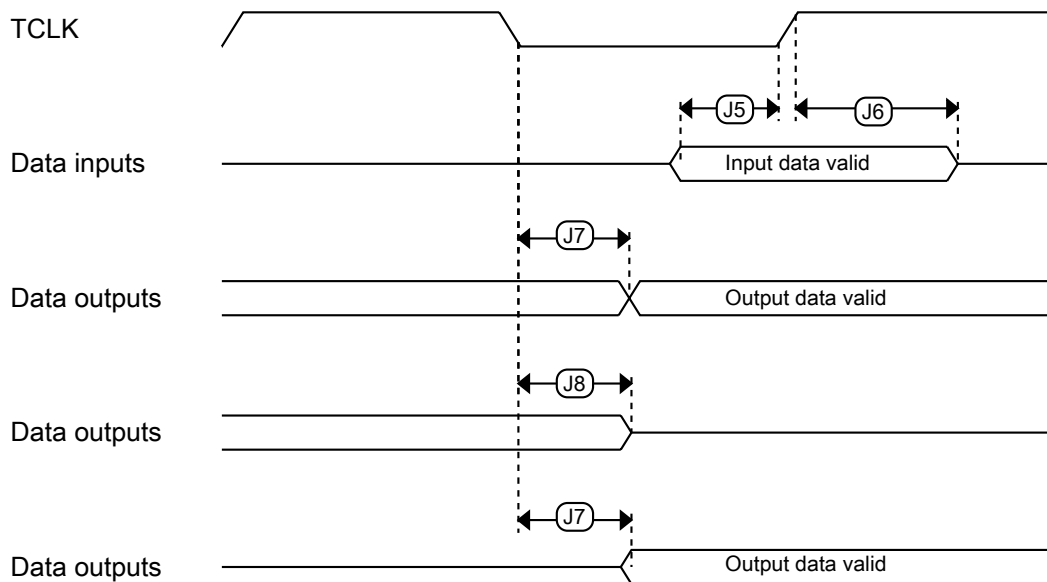 TCLK
J5
J6
Data inputs
Input data valid
J7
Data outputs
Output data valid
J8
Data outputs
J7
Data outputs
Output data valid